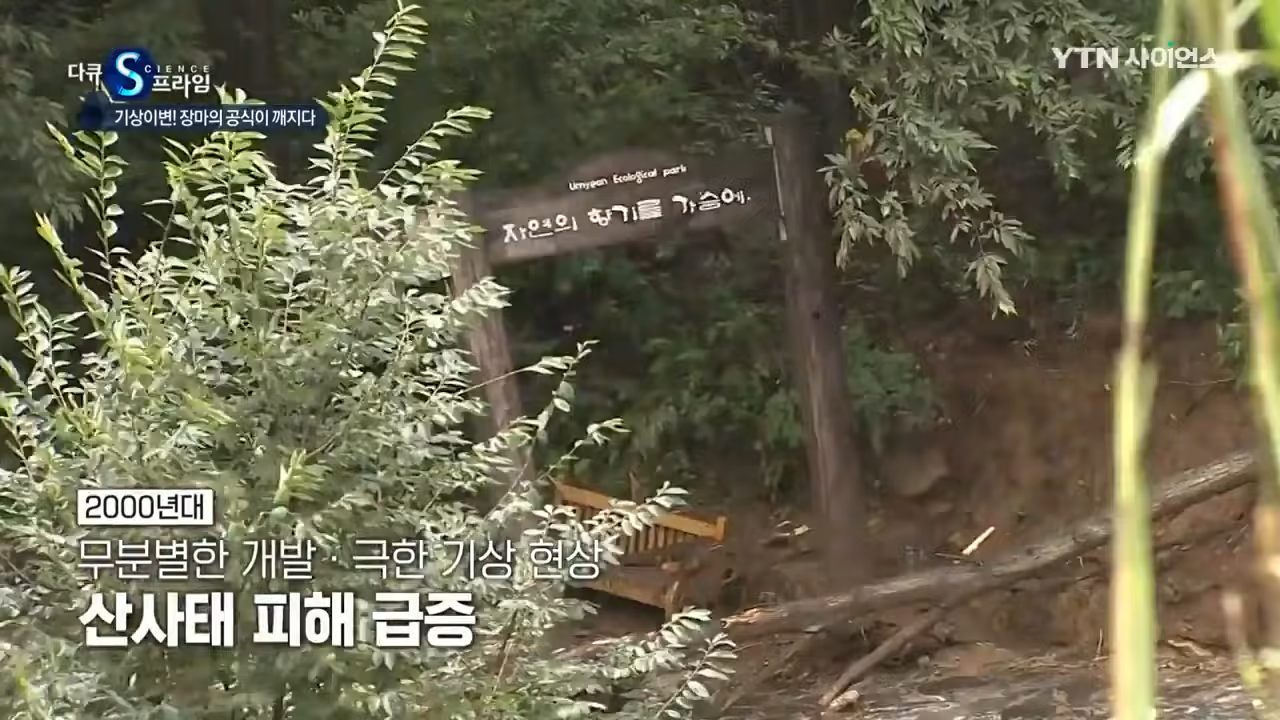 다큐 S 프라임
SCIENCE
기상이변! 장마의 공식이 깨지다
YTN 사이언스
Umyeon Ecological park
자연의 향기를 가슴에.
2000년대
무분별한 개발·극한 기상 현상
산사태 피해 급증